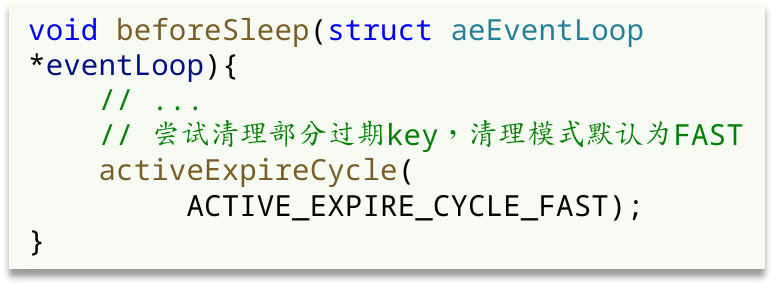 void beforeSleep(struct aeEventLoop
*eventLoop){
    // ...
    // 尝试清理部分过期key，清理模式默认为FAST
    activeExpireCycle(
         ACTIVE_EXPIRE_CYCLE_FAST);
}